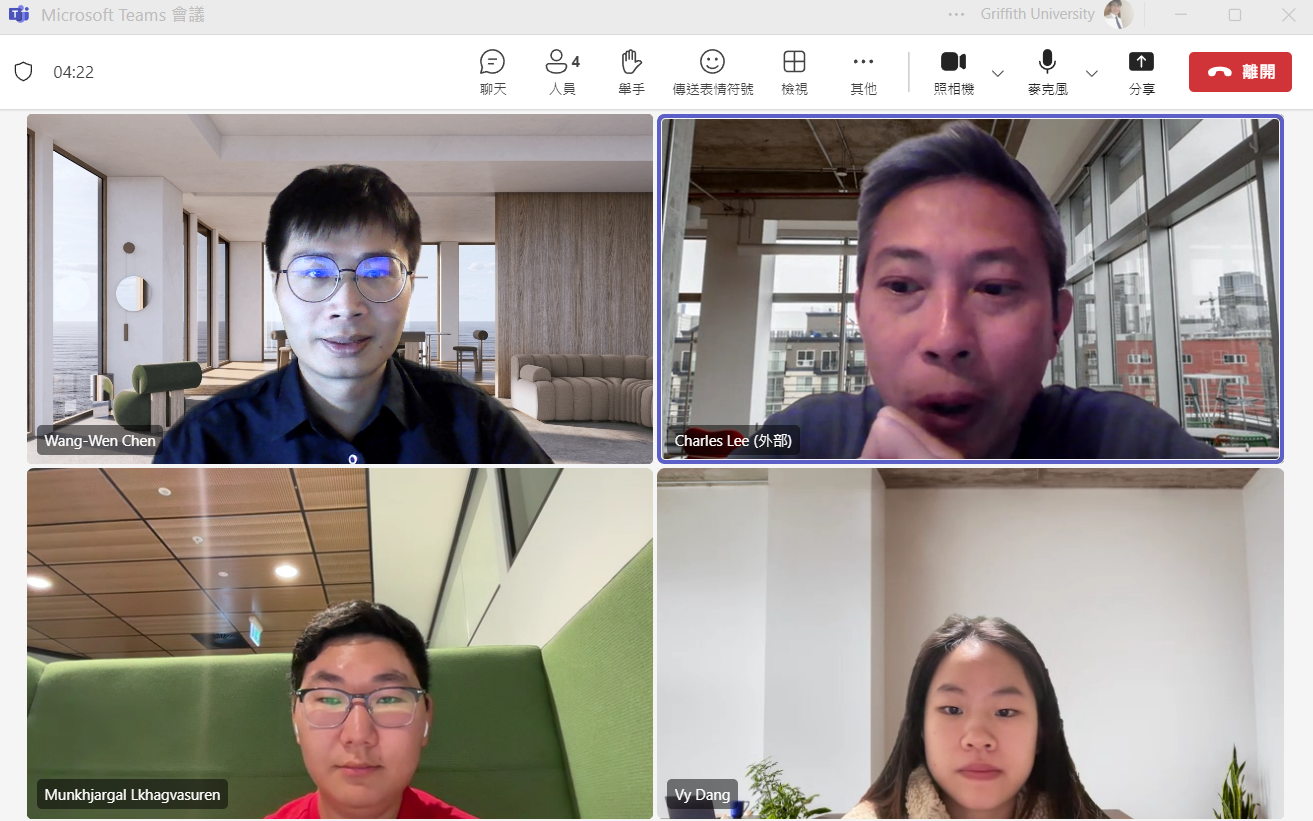 Microsoft Teams 會議
Griffith University
04:22
聊天
4
人員
舉手
傳送表情符號
檢視
其他
照相機
麥克風
分享
離開
Wang-Wen Chen
Charles Lee (外部)
Munkhjargal Lkhagvasuren
Vy Dang